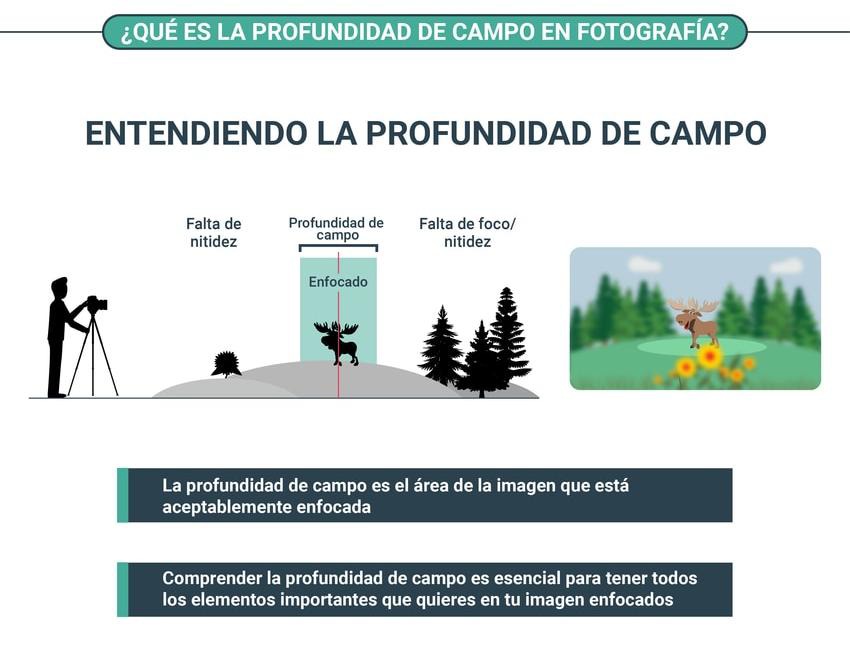 ¿QUÉ ES LA PROFUNDIDAD DE CAMPO EN FOTOGRAFÍA?
ENTENDIENDO LA PROFUNDIDAD DE CAMPO
Falta de
nitidez
Profundidad de
campo
Enfocado
Falta de foco/
nitidez
La profundidad de campo es el área de la imagen que está
aceptablemente enfocada
Comprender la profundidad de campo es esencial para tener todos
los elementos importantes que quieres en tu imagen enfocados